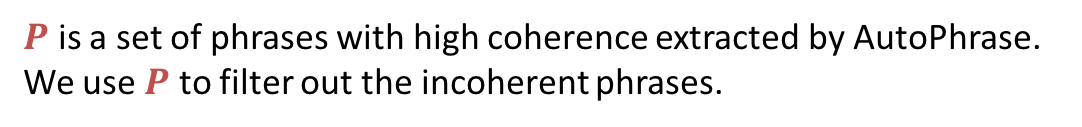 P is a set of phrases with high coherence extracted by AutoPhrase.
We use P to filter out the incoherent phrases.